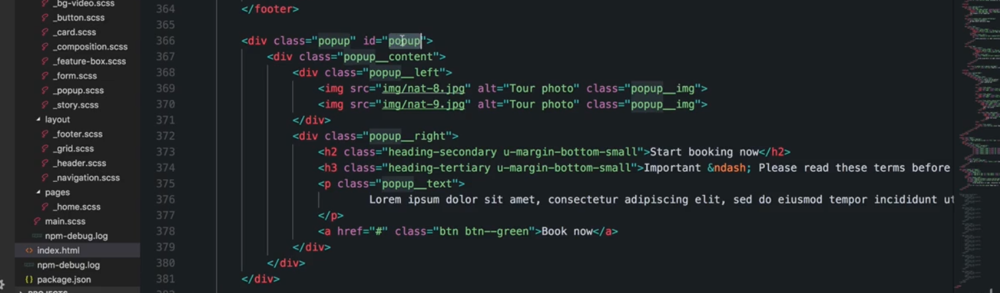 _bg-video.scss
_button.scss
_card.scss
_composition.scss
_feature-box.scss
_form.scss
_popup.scss
_story.scss
layout
_footer.scss
_grid.scss
_header.scss
_navigation.scss
pages
_home.scss
main.scss
npm-debug.log
index.html
npm-debug.log
package.json
PROJECTS
364 </footer>
365
366 <div class="popup" id="popup">
367 <div class="popup__content">
368 <div class="popup__left">
369 <img src="img/nat-8.jpg" alt="Tour photo" class="popup__img">
370 <img src="img/nat-9.jpg" alt="Tour photo" class="popup__img">
371 </div>
372 <div class="popup__right">
373 <h2 class="heading-secondary u-margin-bottom-small">Start booking now</h2>
374 <h3 class="heading-tertiary u-margin-bottom-small">Important &ndash; Please read these terms before
375 <p class="popup__text">
376 Lorem ipsum dolor sit amet, consectetur adipiscing elit, sed do eiusmod tempor incididunt ut
377 </p>
378 <a href="#" class="btn btn--green">Book now</a>
379 </div>
380 </div>
381 </div>